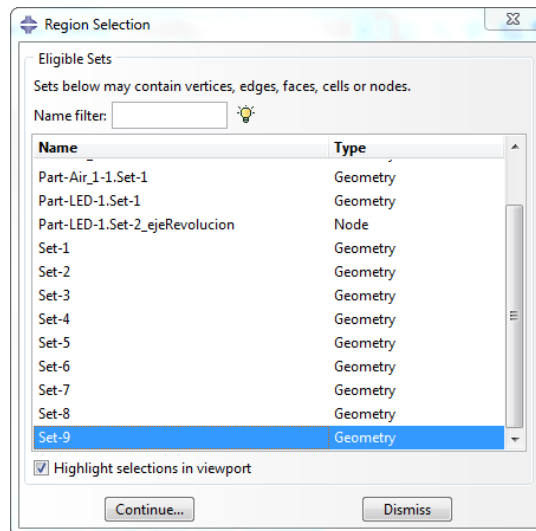 Region Selection
Eligible Sets
Sets below may contain vertices, edges, faces, cells or nodes.
Name filter:
Name Type
Part-Air_1-1.Set-1 Geometry
Part-LED-1.Set-1 Geometry
Part-LED-1.Set-2_ejeRevolucion Node
Set-1 Geometry
Set-2 Geometry
Set-3 Geometry
Set-4 Geometry
Set-5 Geometry
Set-6 Geometry
Set-7 Geometry
Set-8 Geometry
Set-9 Geometry
Highlight selections in viewport
Continue... Dismiss